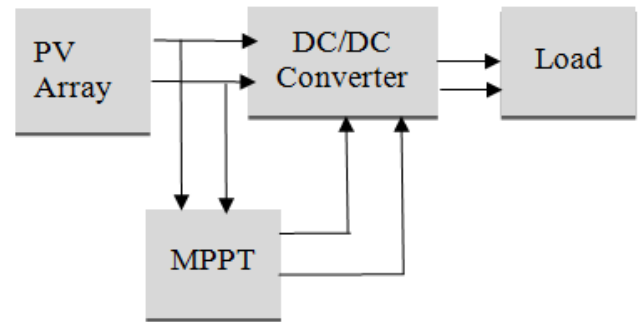 PV
Array
DC/DC
Converter
Load
MPPT